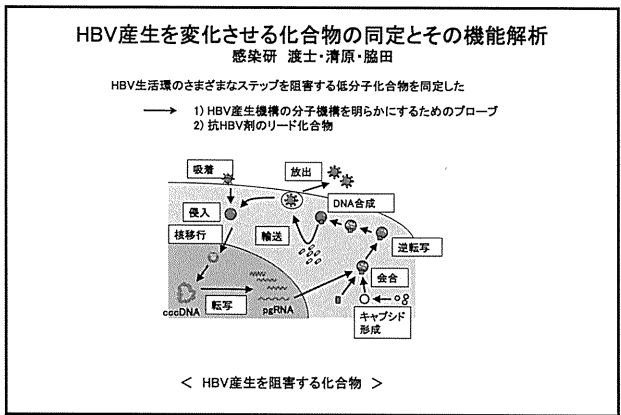 HBV産生を変化させる化合物の同定とその機能解析
感染研 渡士・清原・脇田
HBV生活環のさまざまなステップを阻害する低分子化合物を同定した
1) HBV産生機構の分子機構を明らかにするためのプローブ
2) 抗HBV剤のリード化合物
吸着
放出
DNA合成
侵入
核移行
輸送
逆転写
会合
転写
cccDNA
pgRNA
キャプシド
形成
< HBV産生を阻害する化合物 >